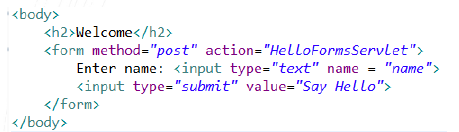 <body>
<h2>Welcome</h2>
<form method="post" action="HelloFormsServlet">
Enter name: <input type="text" name = "name">
<input type="submit" value="Say Hello">
</form>
</body>